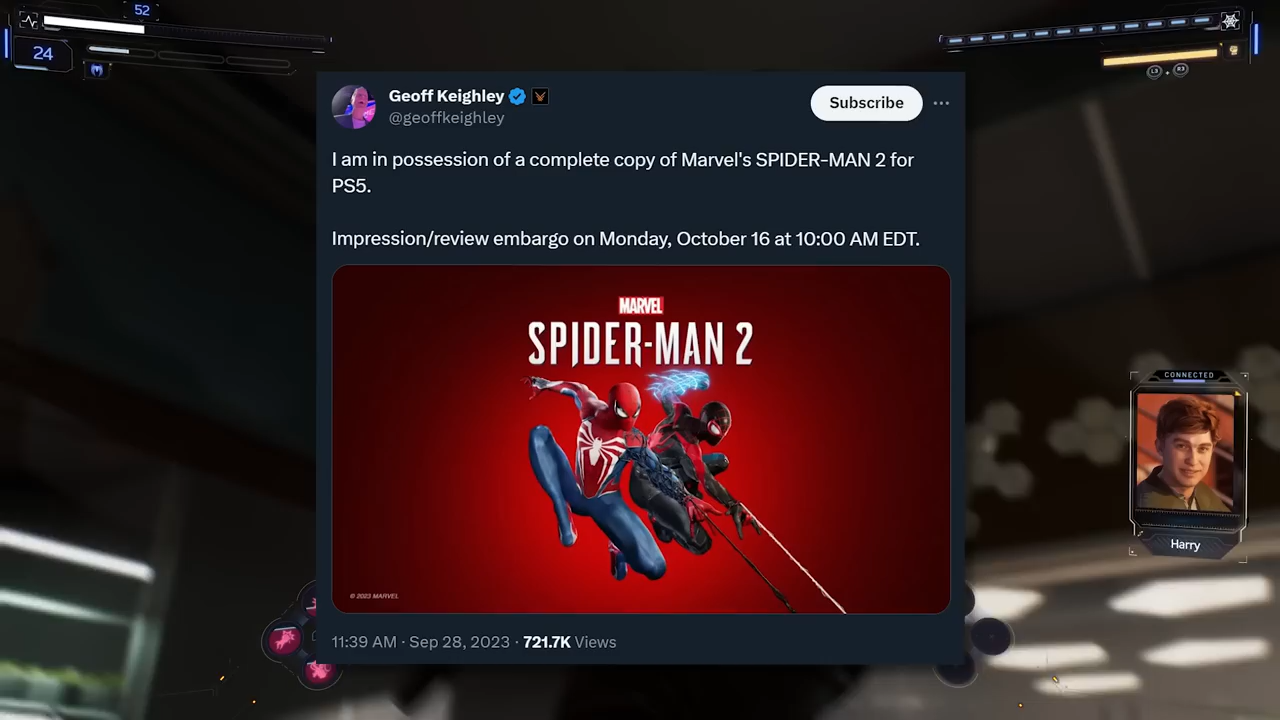 52
24
Geoff Keighley
@geoffkeighley
Subscribe
I am in possession of a complete copy of Marvel's SPIDER-MAN 2 for
PS5.
Impression/review embargo on Monday, October 16 at 10:00 AM EDT.
MARVEL
SPIDER-MAN 2
© 2023 MARVEL
11:39 AM · Sep 28, 2023 · 721.7K Views
L3 + R3
CONNECTED
Harry